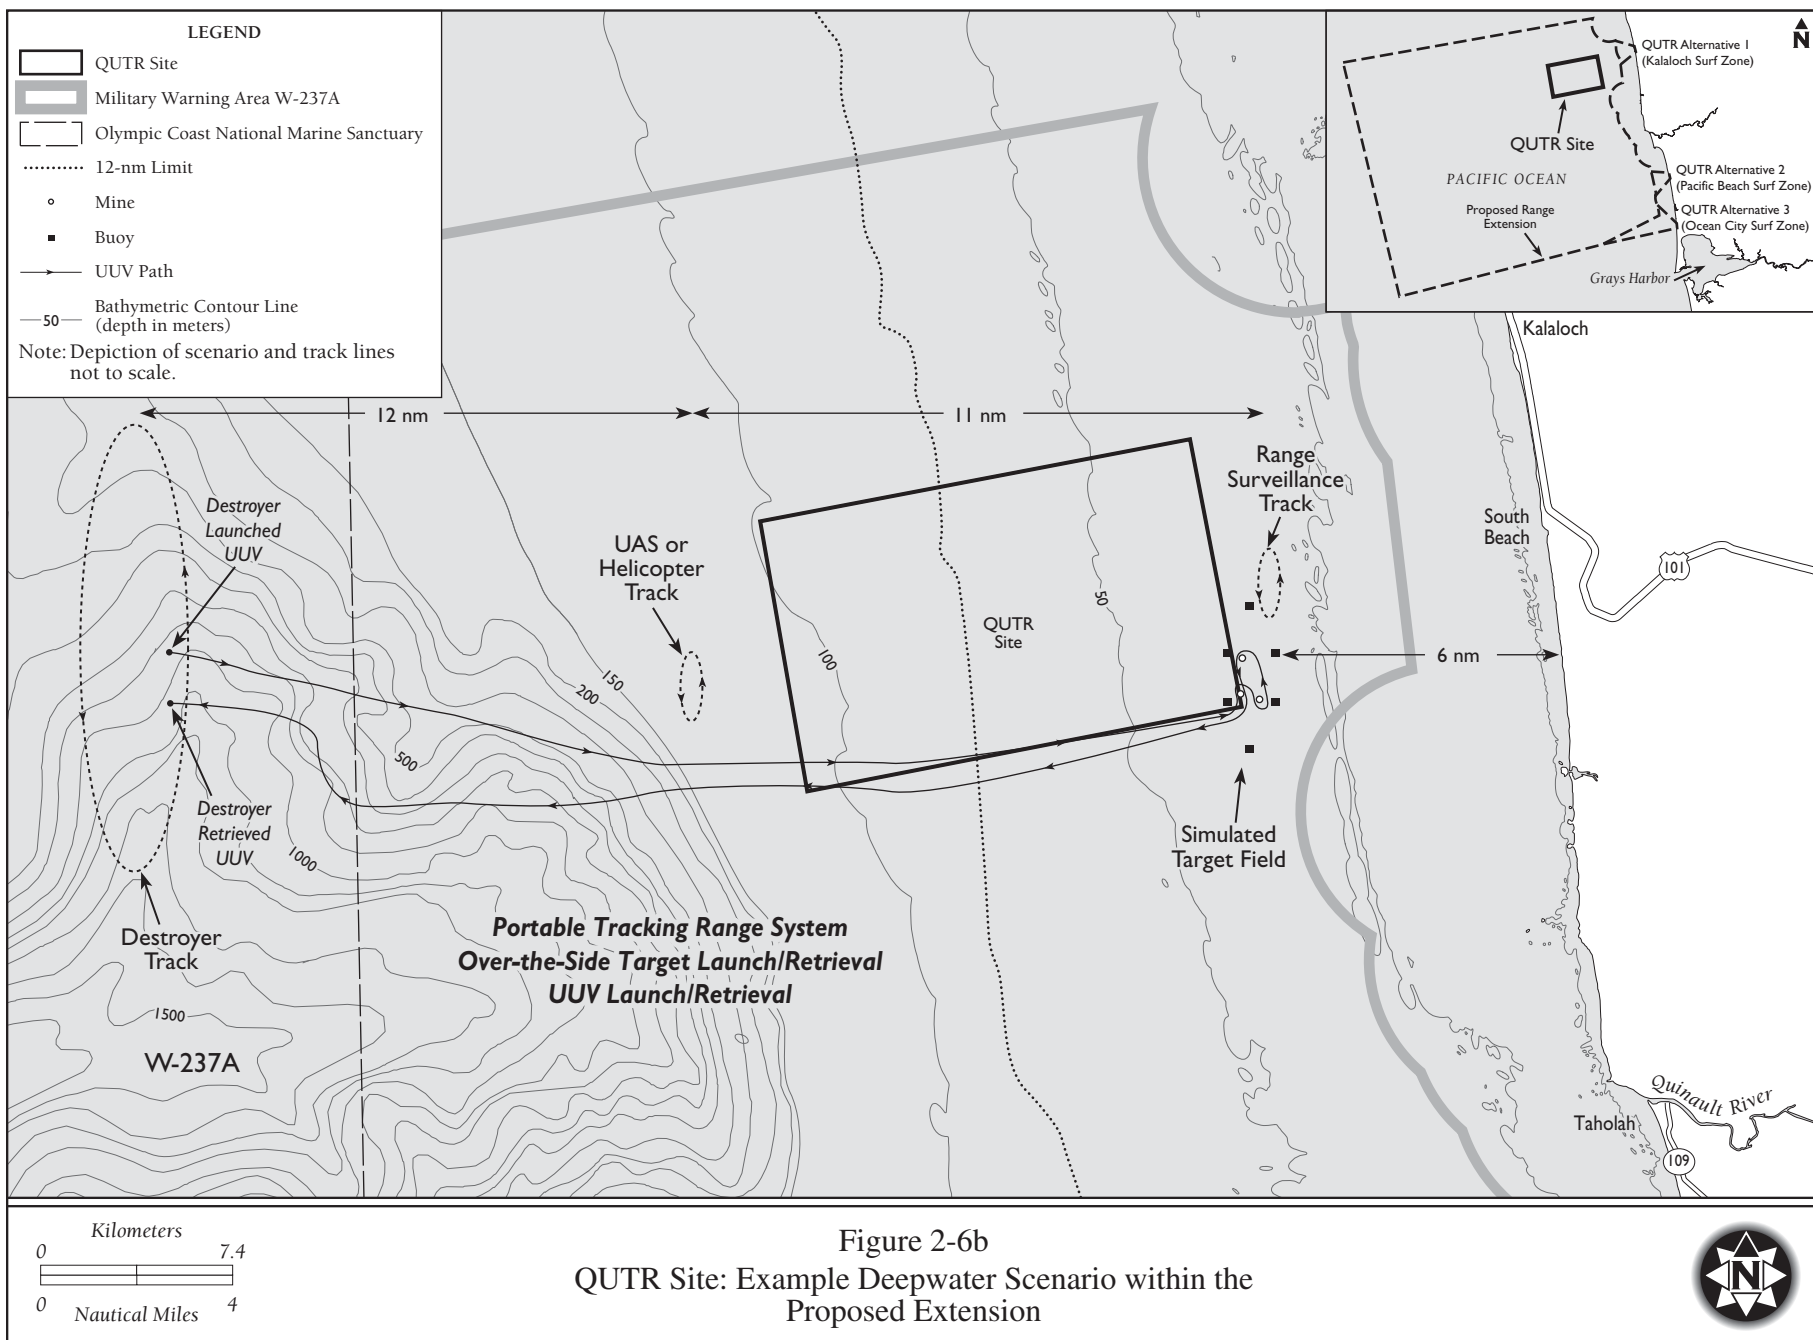 LEGEND
QUTR Site
Military Warning Area W-237A
Olympic Coast National Marine Sanctuary
12-nm Limit
Mine
Buoy
UUV Path
50
Bathymetric Contour Line
(depth in meters)
Note: Depiction of scenario and track lines
not to scale.
N
QUTR Alternative 1
(Kalaloch Surf Zone)
QUTR Site
PACIFIC OCEAN
QUTR Alternative 2
(Pacific Beach Surf Zone)
Proposed Range
Extension
QUTR Alternative 3
(Ocean City Surf Zone)
Grays Harbor
Kalaloch
12 nm
11 nm
Range
Surveillance
Track
Destroyer
Launched
UUV
South
Beach
UAS or
Helicopter
Track
101
50
QUTR
Site
100
6 nm
150
200
500
Destroyer
Retrieved
UUV
1000
Simulated
Target Field
Destroyer
Track
Portable Tracking Range System
Over-the-Side Target Launch/Retrieval
UUV Launch/Retrieval
1500
W-237A
Quinault River
Taholah
109
Kilometers
0 7.4
0 4
Nautical Miles
Figure 2-6b
QUTR Site: Example Deepwater Scenario within the
Proposed Extension
N